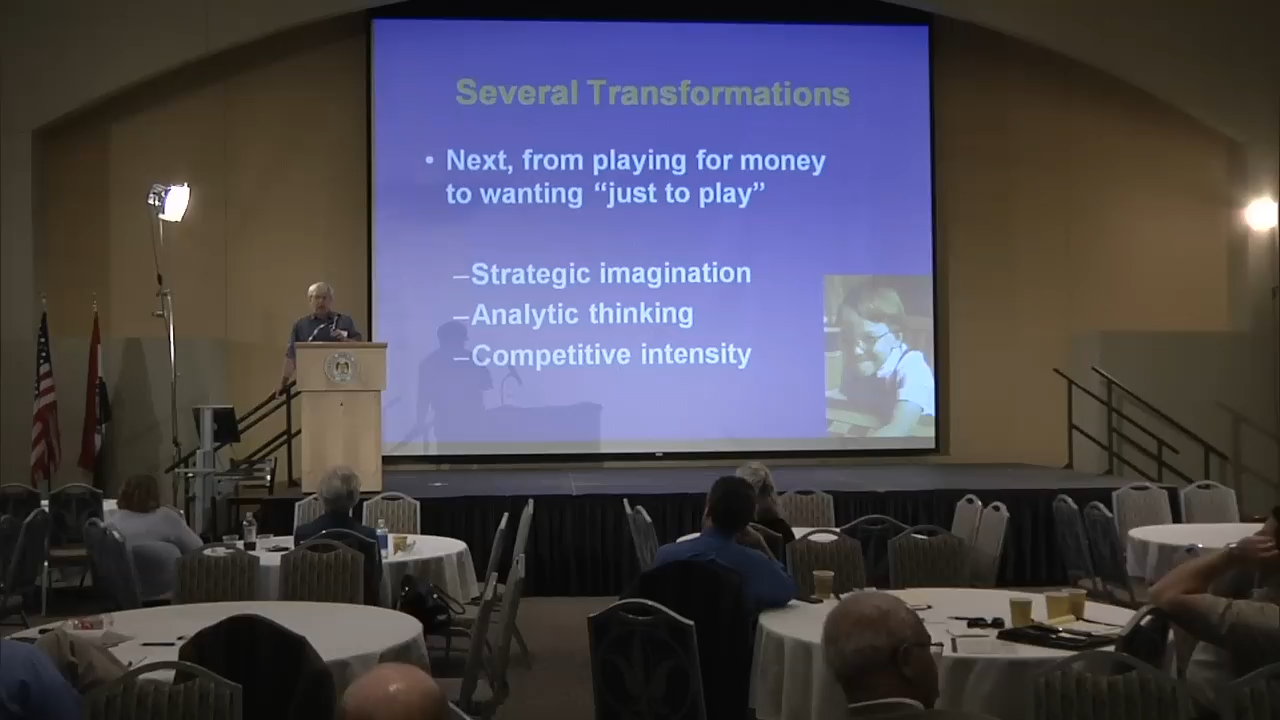 Several Transformations
• Next, from playing for money
to wanting “just to play”
–Strategic imagination
–Analytic thinking
–Competitive intensity